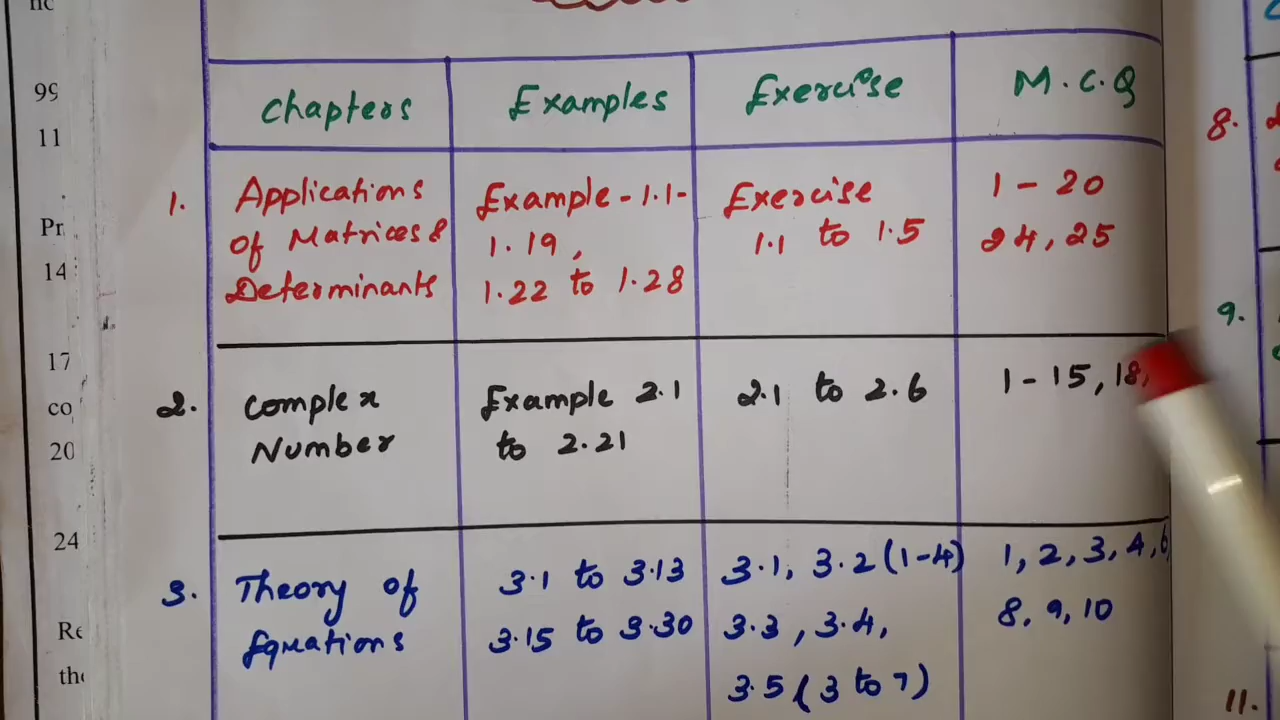 99
11
Pr
14
17
co
20
24
Re
Chapters Examples Exercise M.C.Q
1. Applications of Matrices & Determinants
Example - 1.1 - 1.19, 1.22 to 1.28
Exercise 1.1 to 1.5
1 - 20
24, 25
2. Complex Number
Example 2.1 to 2.21
2.1 to 2.6
1 - 15, 18,
3. Theory of Equations
3.1 to 3.13
3.15 to 3.30
3.1, 3.2 (1-4)
3.3, 3.4,
3.5 (3 to 7)
1, 2, 3, 4, 6,
8, 9, 10
8.
9.
11.